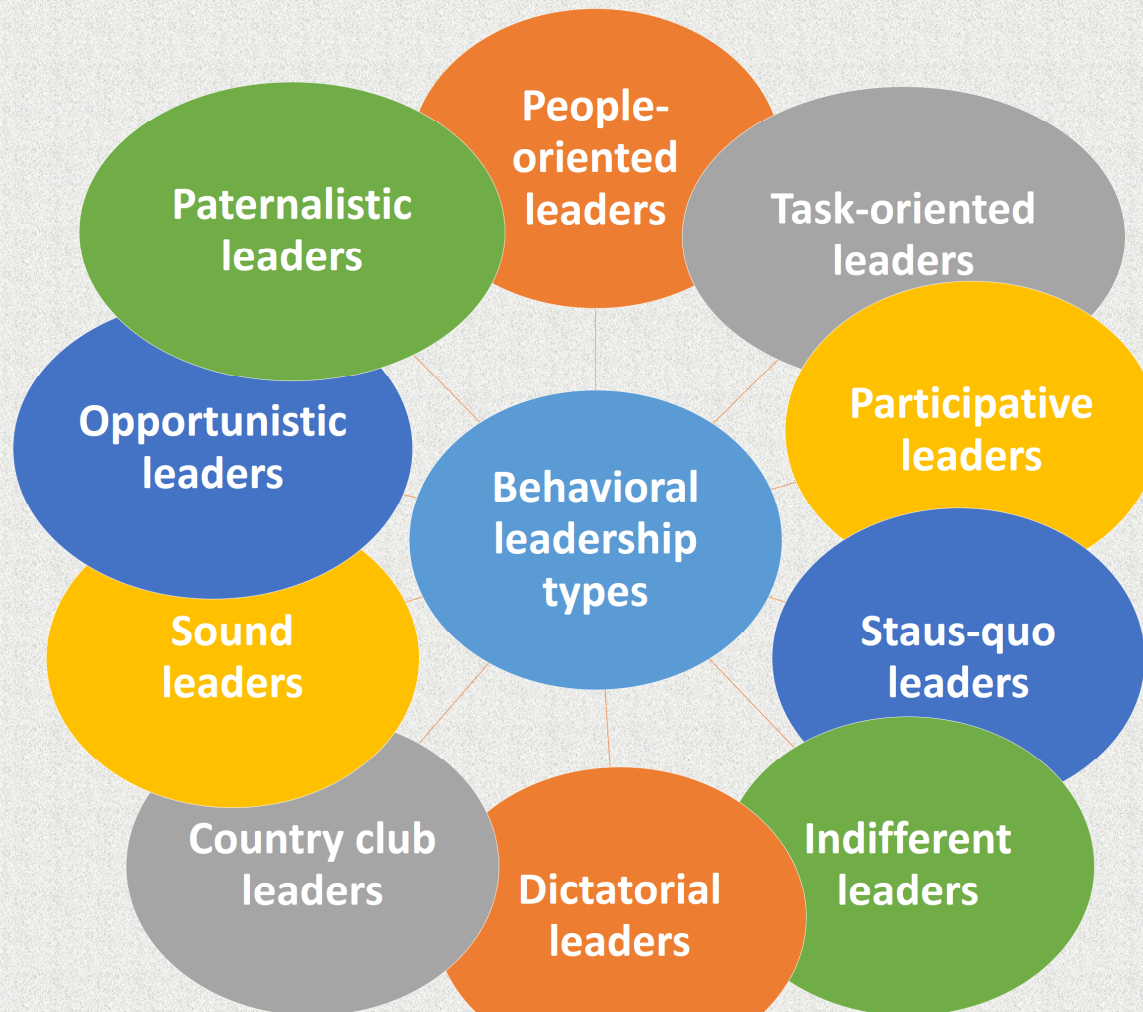 People-
oriented
leaders
Task-oriented
leaders
Participative
leaders
Staus-quo
leaders
Indifferent
leaders
Dictatorial
leaders
Country club
leaders
Sound
leaders
Opportunistic
leaders
Paternalistic
leaders
Behavioral
leadership
types